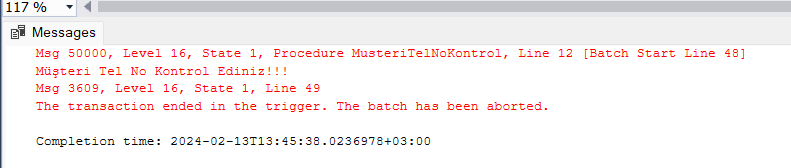 117 %
Messages
Msg 50000, Level 16, State 1, Procedure MusteriTelNoKontrol, Line 12 [Batch Start Line 48]
Müşteri Tel No Kontrol Ediniz!!!
Msg 3609, Level 16, State 1, Line 49
The transaction ended in the trigger. The batch has been aborted.
Completion time: 2024-02-13T13:45:38.0236978+03:00